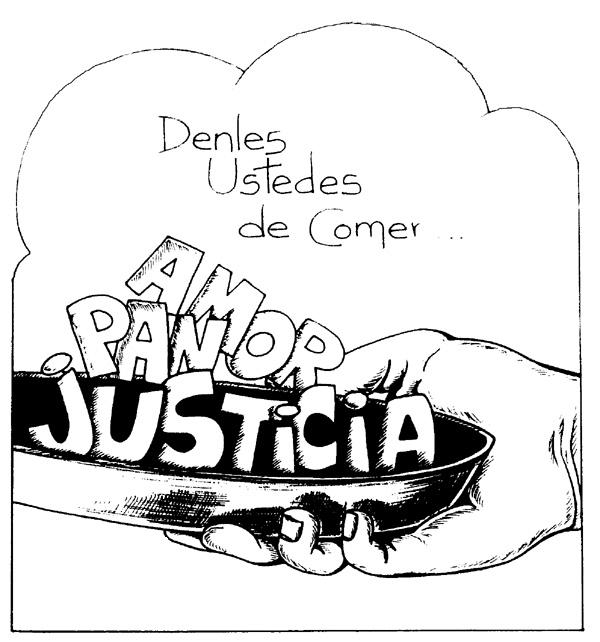 Denles
Ustedes
de Comer ...
AMOR
PAN
JUSTICIA